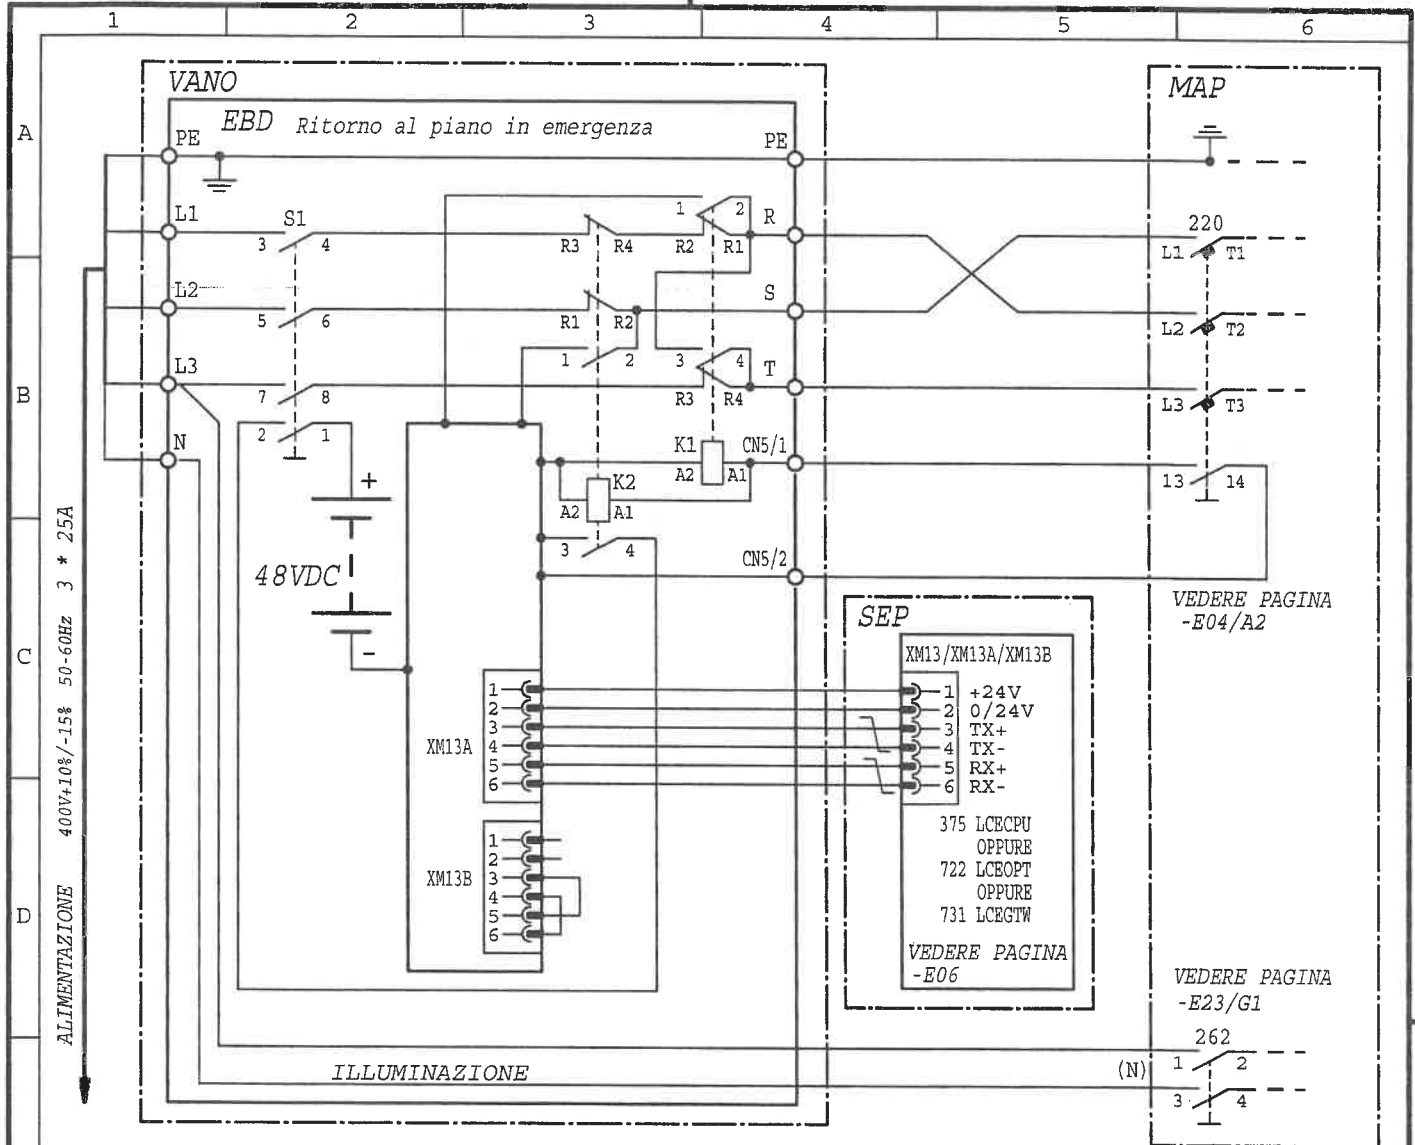 1 2 3 4 5 6
A
B
C
D
VANO
EBD Ritorno al piano in emergenza
PE PE
L1 S1 3 4 R3 R4 1 2 R2 R1 R
L2 5 6 R1 R2 S
1 2 3 4
L3 7 8 R3 R4 T
2 1
N
K1 A2 A1 CN5/1
K2 A2 A1
3 4
CN5/2
+
48VDC
-
XM13A
1
2
3
4
5
6
XM13B
1
2
3
4
5
6
ILLUMINAZIONE
ALIMENTAZIONE 400V+10%/-15% 50-60Hz 3 * 25A
SEP
XM13/XM13A/XM13B
1 +24V
2 0/24V
3 TX+
4 TX-
5 RX+
6 RX-
375 LCECPU
OPPURE
722 LCEOPT
OPPURE
731 LCEGTW
VEDERE PAGINA
-E06
MAP
220
L1 T1
L2 T2
L3 T3
13 14
VEDERE PAGINA
-E04/A2
VEDERE PAGINA
-E23/G1
262
(N) 1 2
3 4